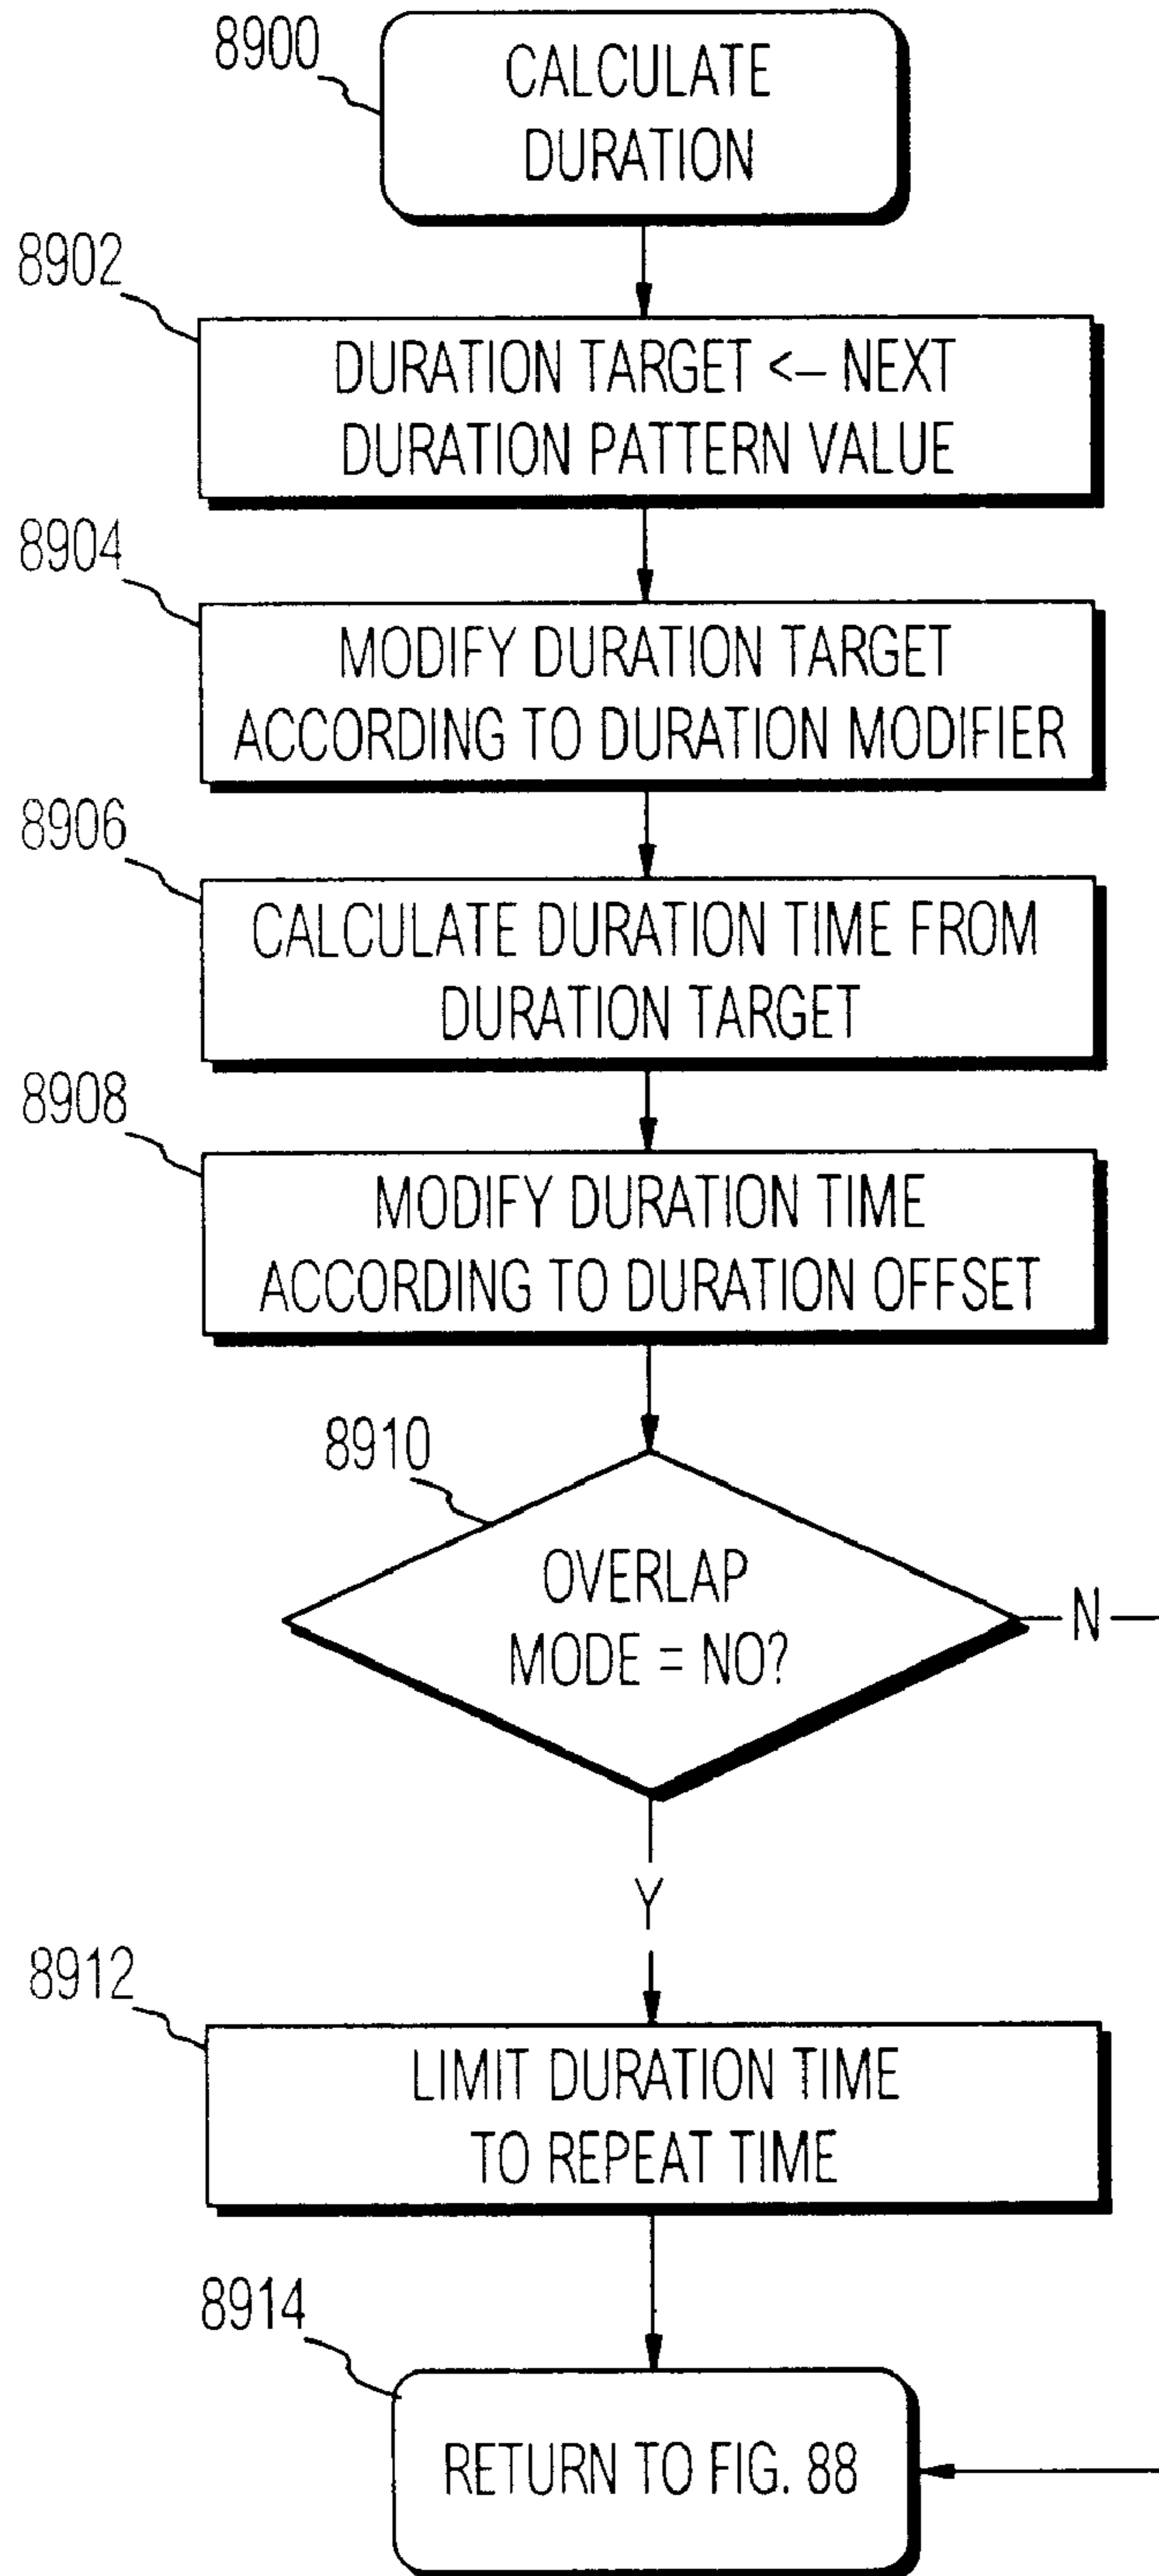 8900
CALCULATE
DURATION
8902
DURATION TARGET <– NEXT
DURATION PATTERN VALUE
8904
MODIFY DURATION TARGET
ACCORDING TO DURATION MODIFIER
8906
CALCULATE DURATION TIME FROM
DURATION TARGET
8908
MODIFY DURATION TIME
ACCORDING TO DURATION OFFSET
8910
OVERLAP
MODE = NO?
N
Y
8912
LIMIT DURATION TIME
TO REPEAT TIME
8914
RETURN TO FIG. 88